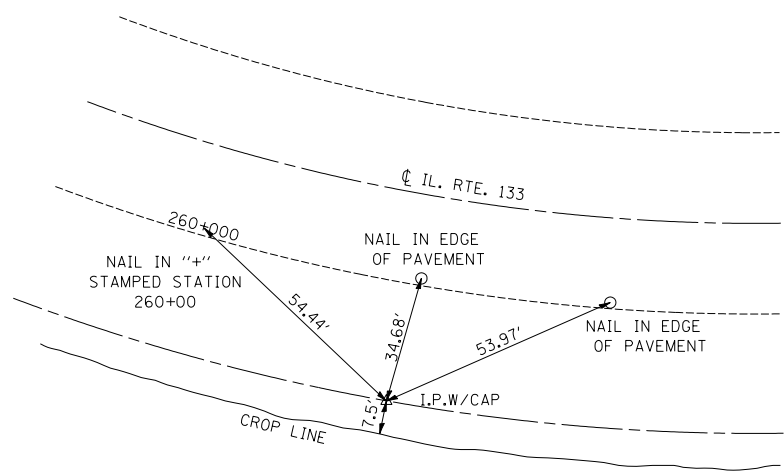 ℄ IL. RTE. 133
260+000
NAIL IN EDGE
OF PAVEMENT
NAIL IN "+"
STAMPED STATION
260+00
54.44'
34.68'
53.97'
NAIL IN EDGE
OF PAVEMENT
I.P.W/CAP
7.5'
CROP LINE